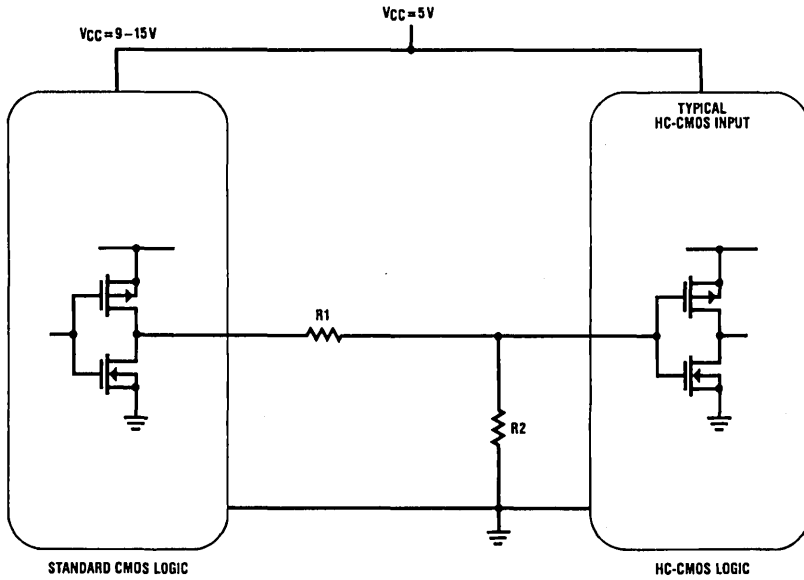 VCC=5V
VCC=9–15V
TYPICAL
HC-CMOS INPUT
R1
R2
STANDARD CMOS LOGIC
HC-CMOS LOGIC